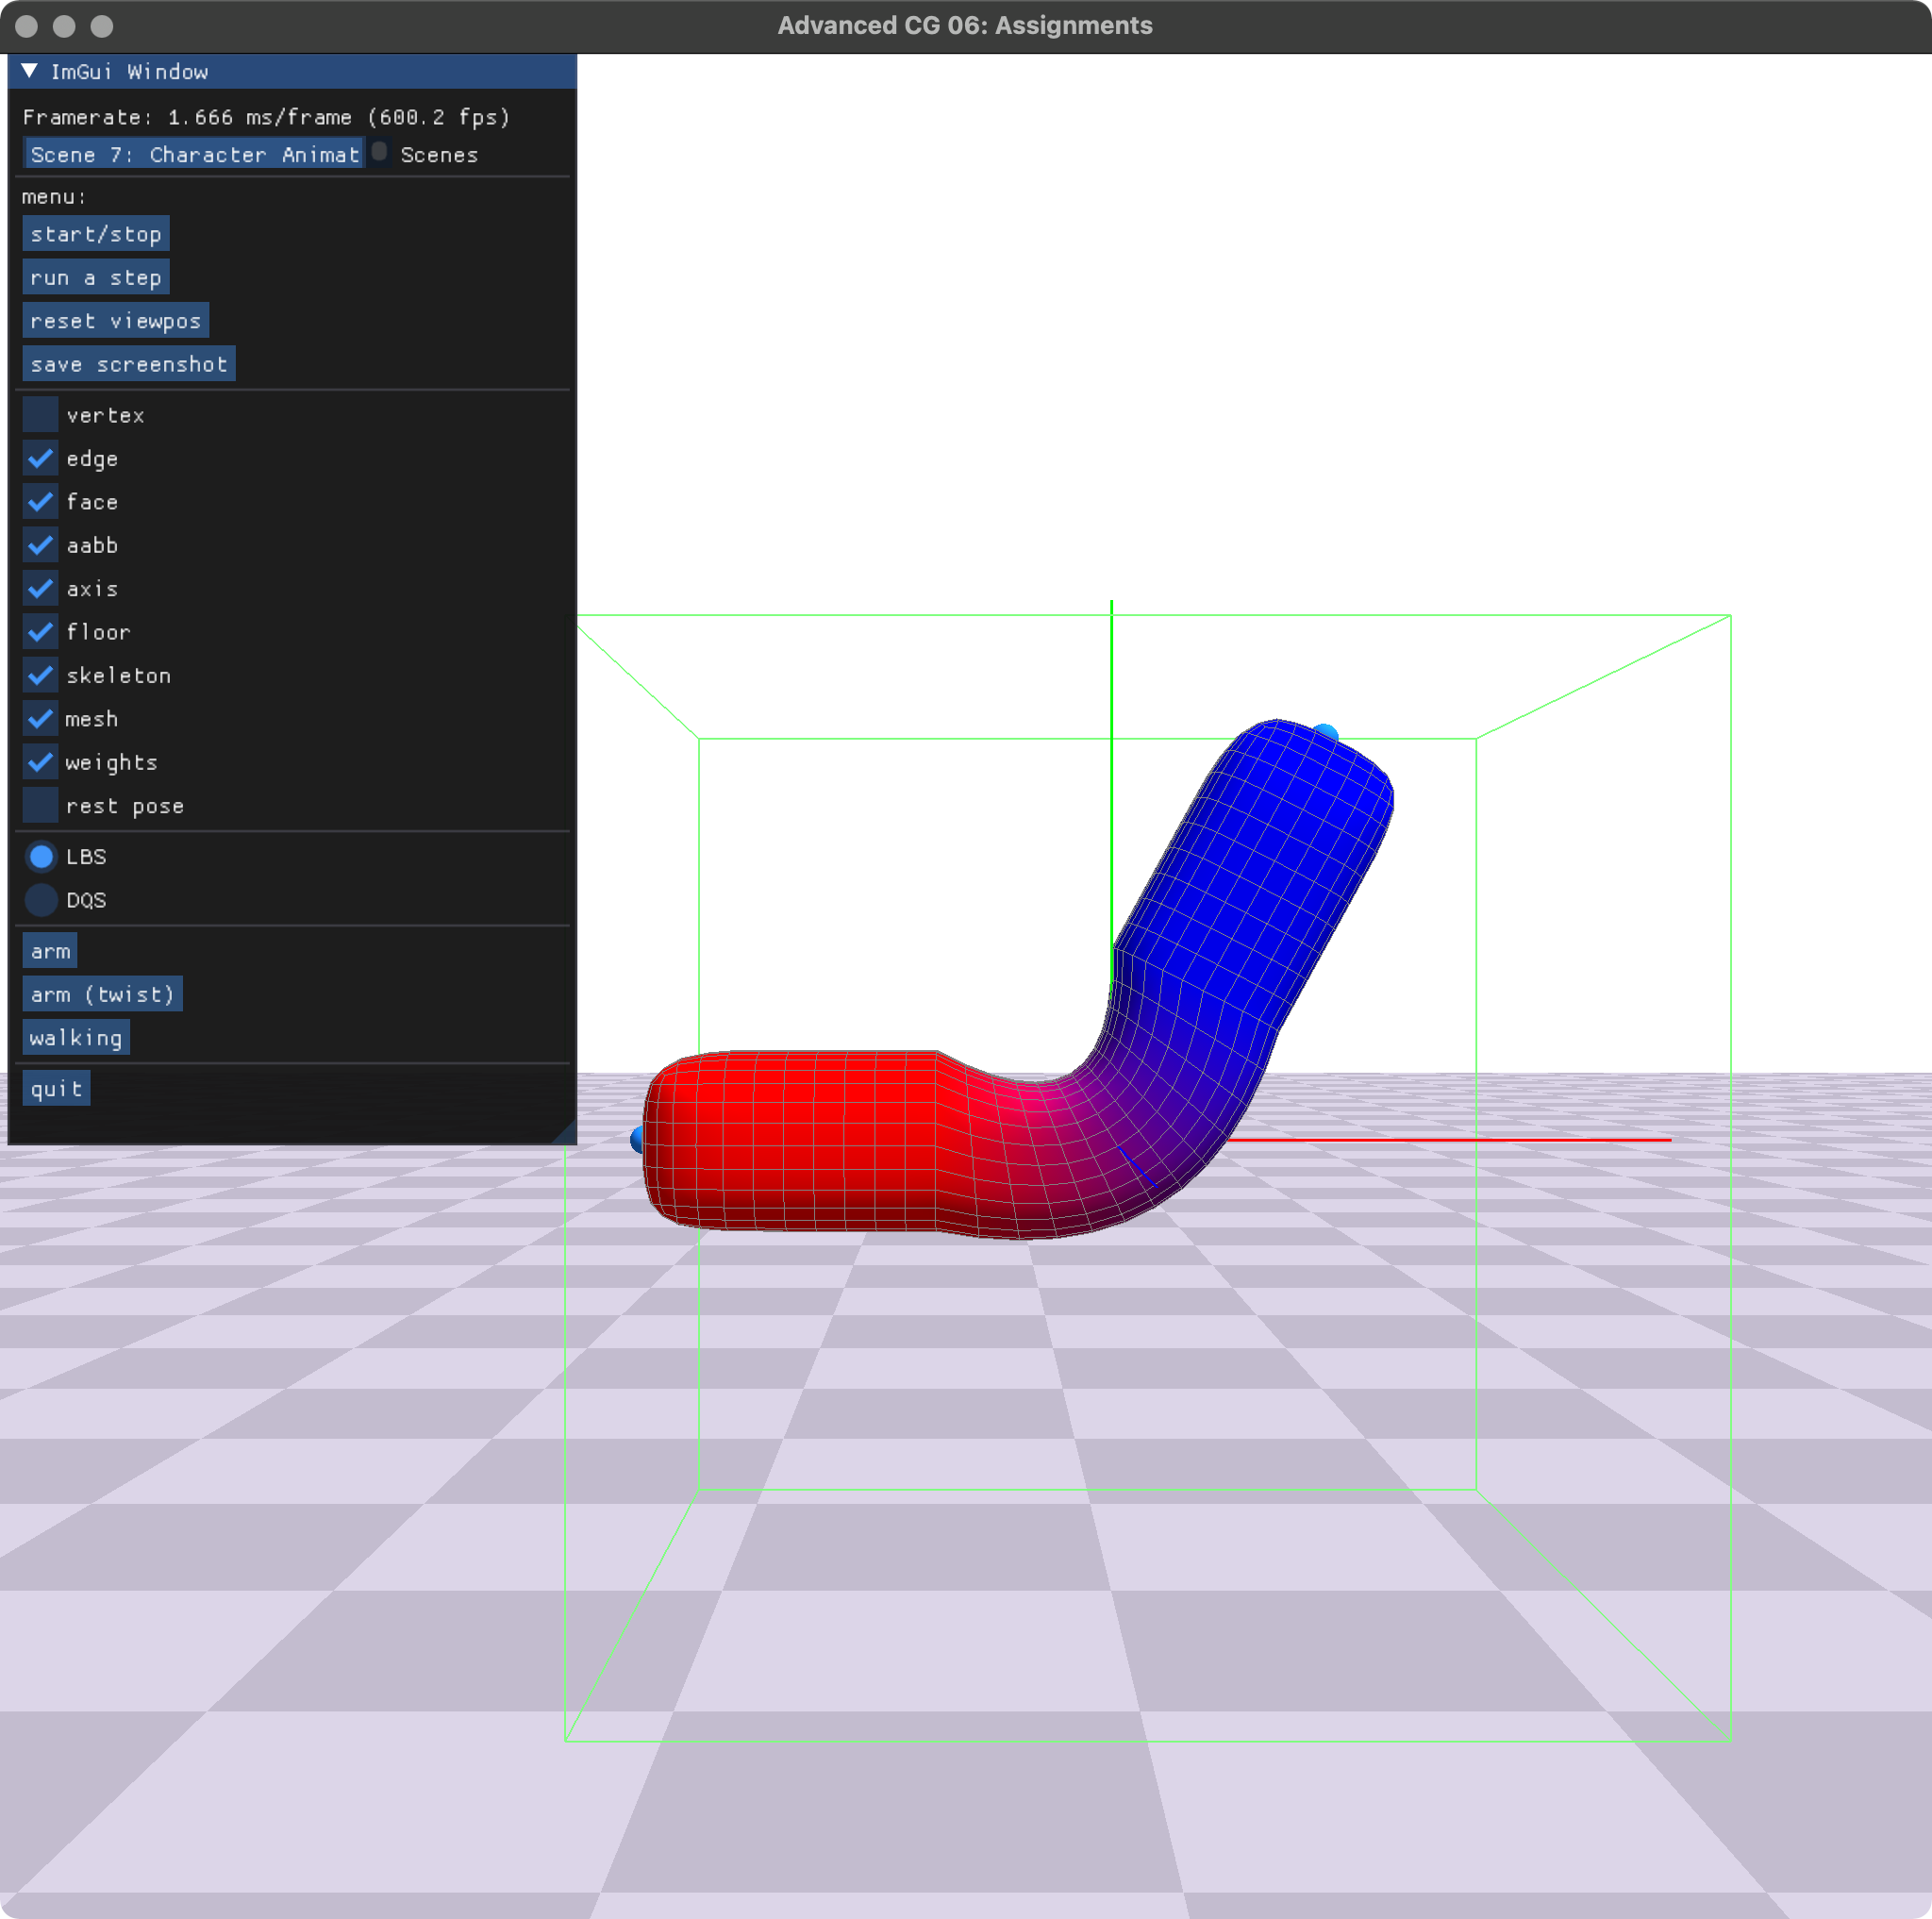 Advanced CG 06: Assignments
ImGui Window
Framerate: 1.666 ms/frame (600.2 fps)
Scene 7: Character Animat Scenes
menu:
start/stop
run a step
reset viewpos
save screenshot
vertex
edge
face
aabb
axis
floor
skeleton
mesh
weights
rest pose
LBS
DQS
arm
arm (twist)
walking
quit